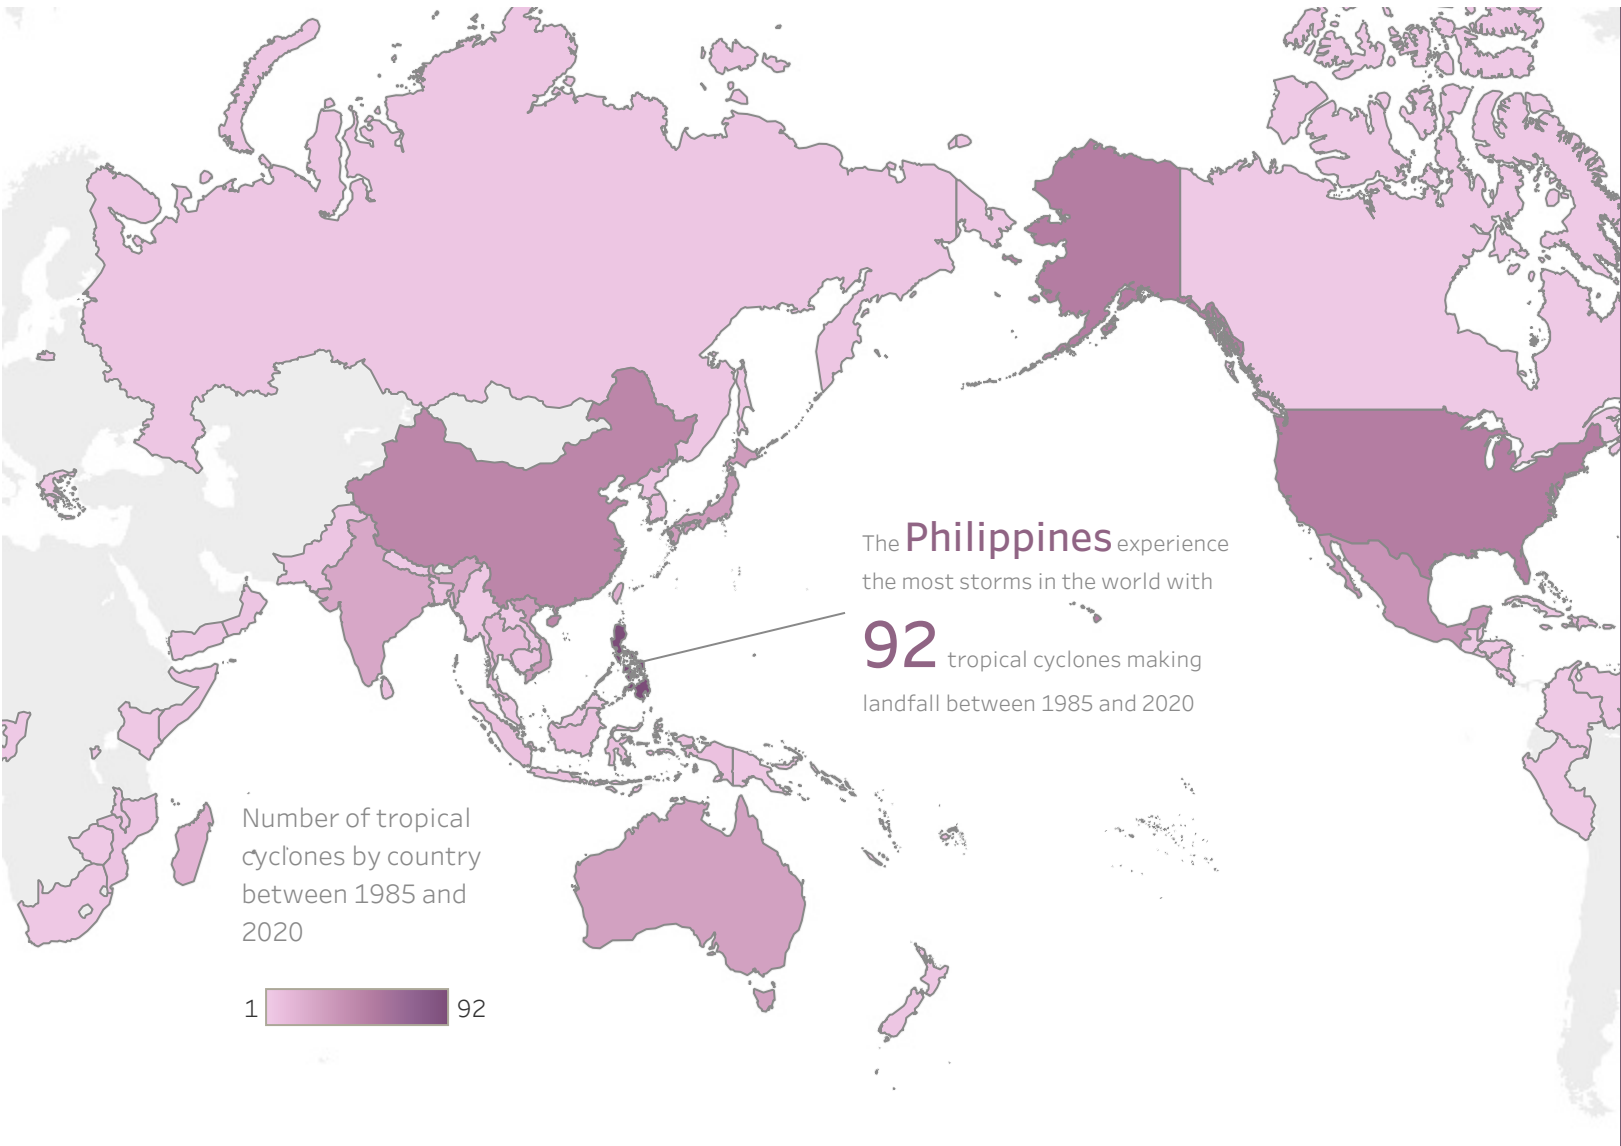 The Philippines experience
the most storms in the world with
92 tropical cyclones making
landfall between 1985 and 2020
Number of tropical
cyclones by country
between 1985 and
2020
1 92